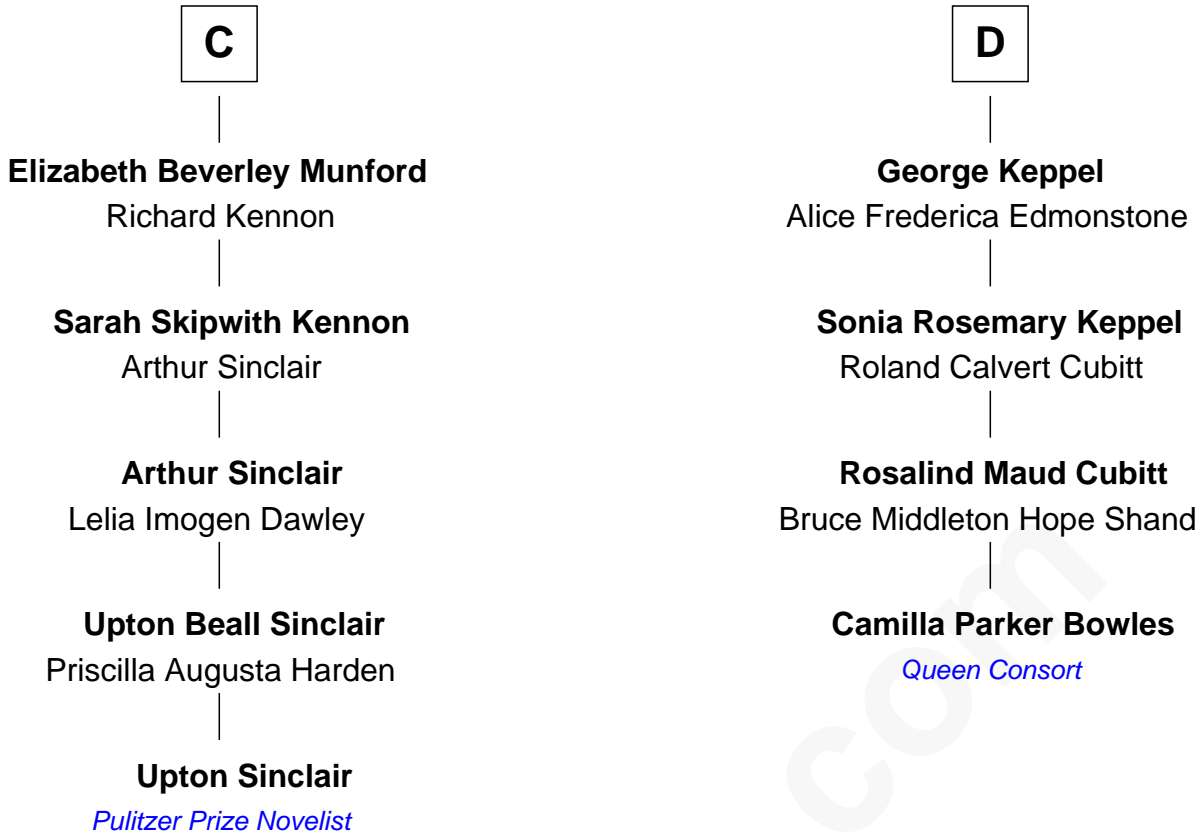 C
Elizabeth Beverley Munford
Richard Kennon
Sarah Skipwith Kennon
Arthur Sinclair
Arthur Sinclair
Lelia Imogen Dawley
Upton Beall Sinclair
Priscilla Augusta Harden
Upton Sinclair
Pulitzer Prize Novelist
D
George Keppel
Alice Frederica Edmonstone
Sonia Rosemary Keppel
Roland Calvert Cubitt
Rosalind Maud Cubitt
Bruce Middleton Hope Shand
Camilla Parker Bowles
Queen Consort
com